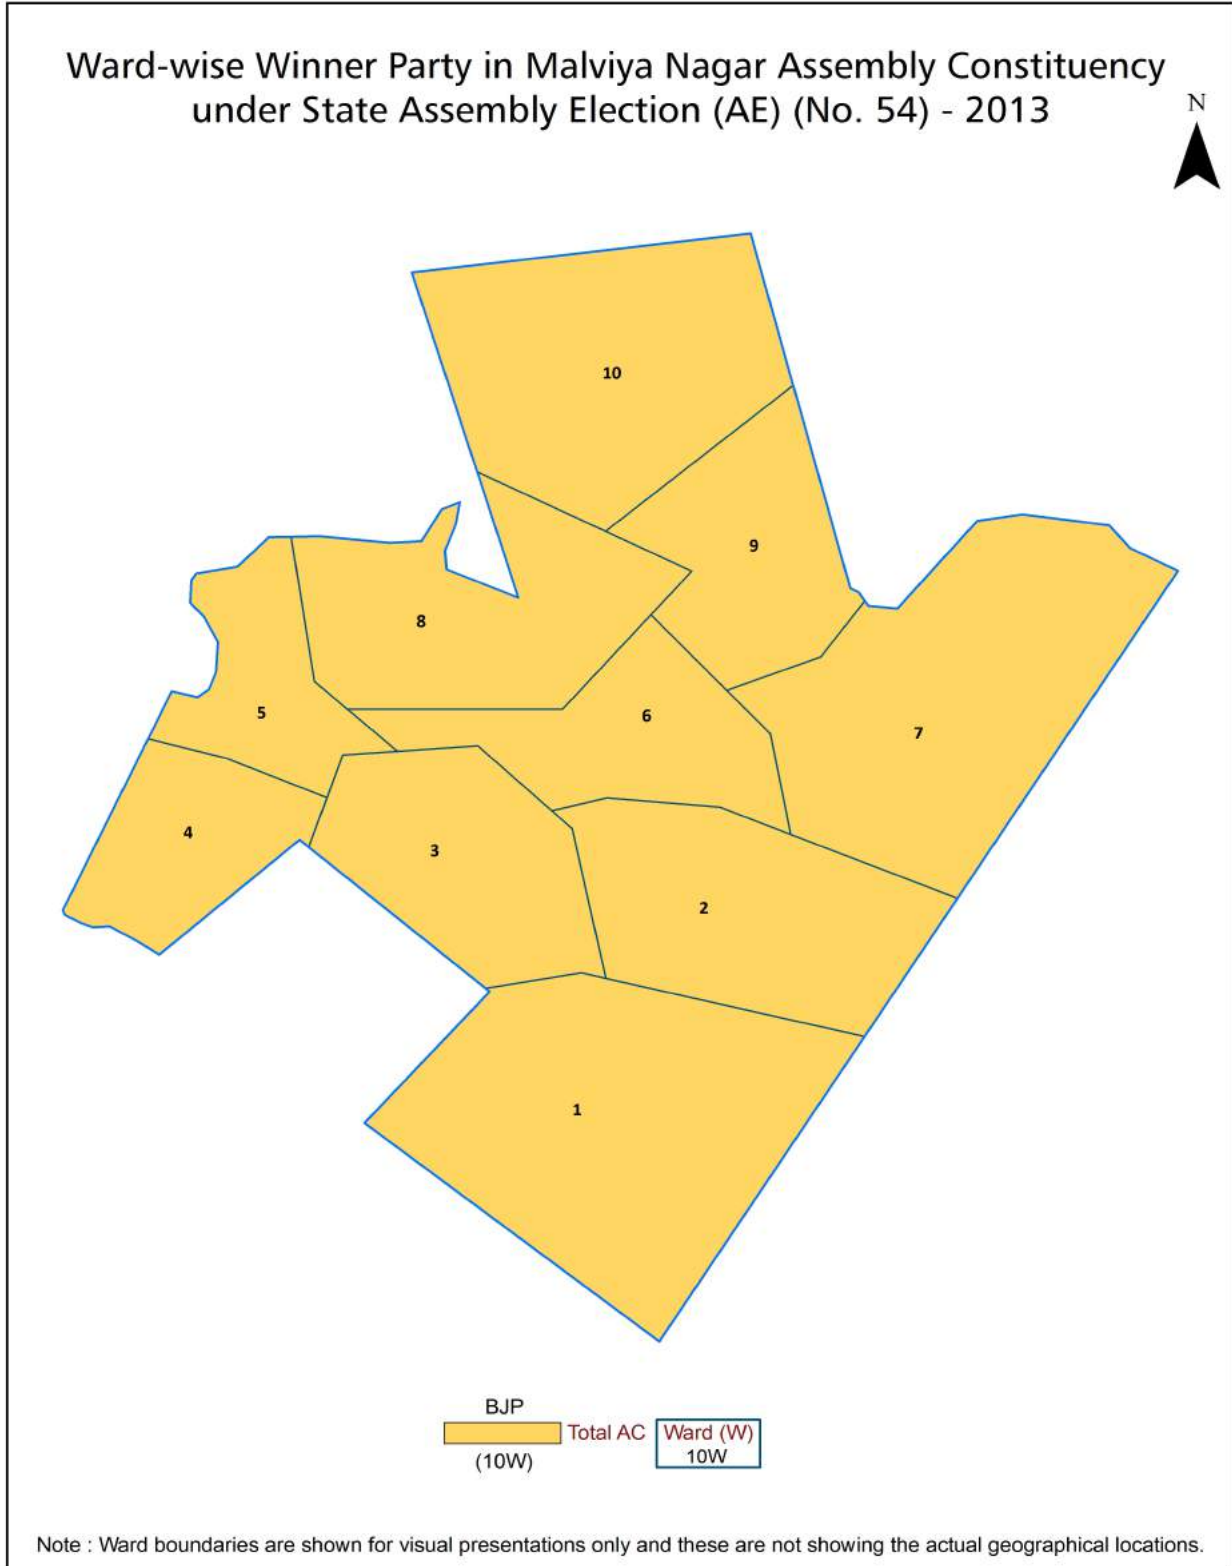 Ward-wise Winner Party in Malviya Nagar Assembly Constituency
under State Assembly Election (AE) (No. 54) - 2013
N
10
9
8
6
5
7
4
3
2
1
BJP
Total AC
Ward (W)
10W
(10W)
Note : Ward boundaries are shown for visual presentations only and these are not showing the actual geographical locations.